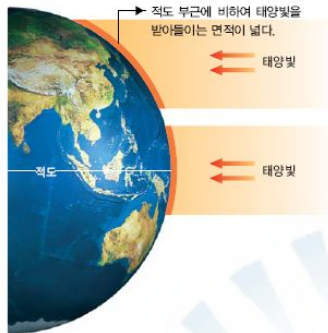 적도 부근에 비하여 태양빛을
받아들이는 면적이 넓다.
태양빛
적도
태양빛